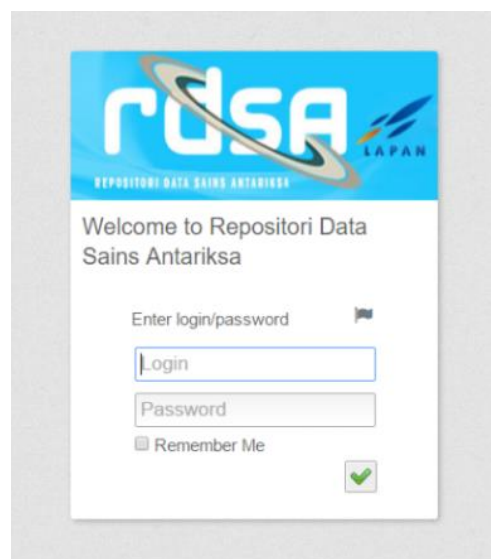 rdsa
LAPAN
REPOSITORI DATA SAINS ANTARIKSA
Welcome to Repositori Data
Sains Antariksa
Enter login/password
Login
Password
Remember Me